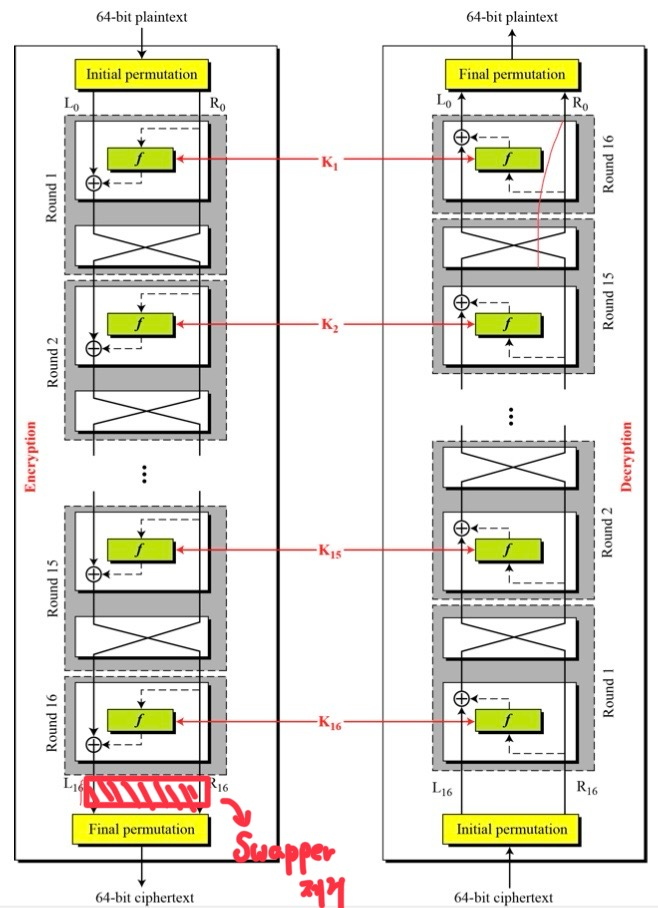 64-bit plaintext
Initial permutation
L0 R0
Round 1
f
K1
Round 2
f
K2
Encryption
...
Round 15
f
K15
Round 16
f
K16
L16 R16
Final permutation
64-bit ciphertext
Swapper
64-bit plaintext
Final permutation
L0 R0
f
Round 16
f
Round 15
...
Decryption
f
Round 2
f
Round 1
L16 R16
Initial permutation
64-bit ciphertext